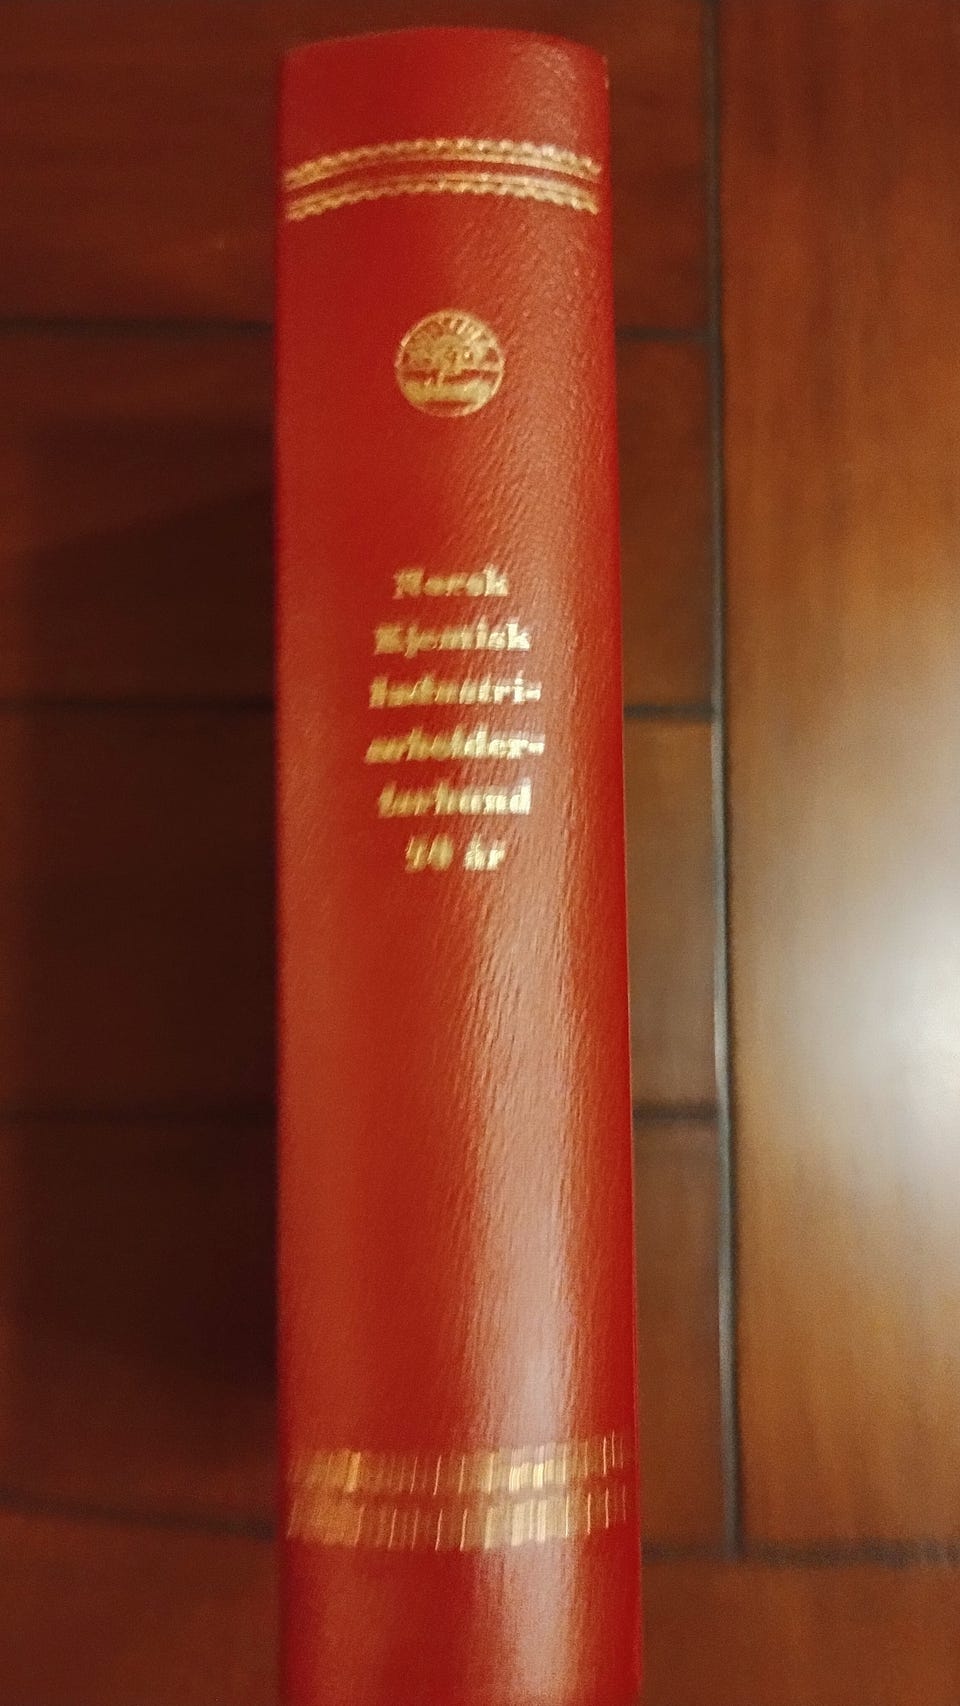 Norsk
Kjemisk
Industri-
arbeider-
forbund
50 år